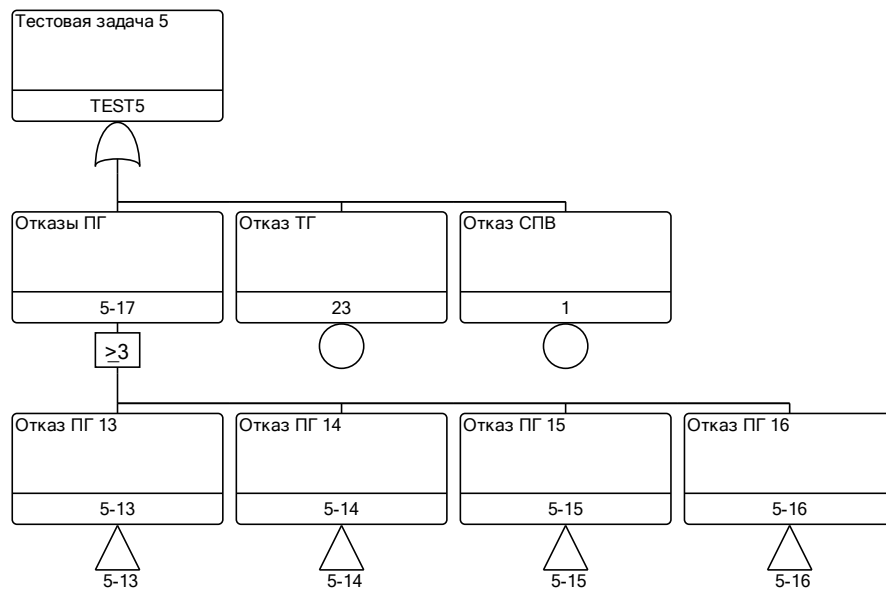 Тестовая задача 5
TEST5
Отказы ПГ
Отказ ТГ
Отказ СПВ
5-17
23
1
≥3
Отказ ПГ 13
Отказ ПГ 14
Отказ ПГ 15
Отказ ПГ 16
5-13
5-14
5-15
5-16
5-13
5-14
5-15
5-16